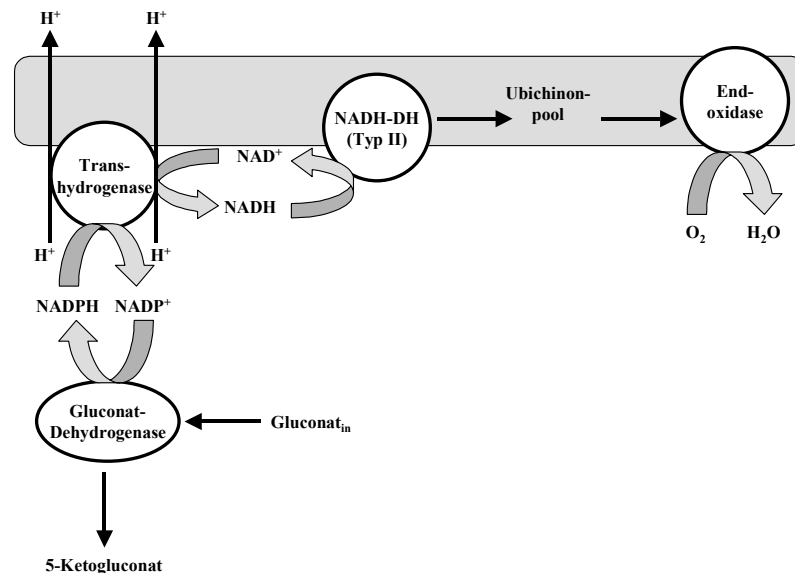 H⁺ H⁺
Trans-
hydrogenase
NAD⁺
NADH
NADH-DH
(Typ II)
Ubichinon-
pool
End-
oxidase
O₂ H₂O
H⁺ H⁺
NADPH NADP⁺
Gluconat-
Dehydrogenase
Gluconatᵢₙ
5-Ketogluconat